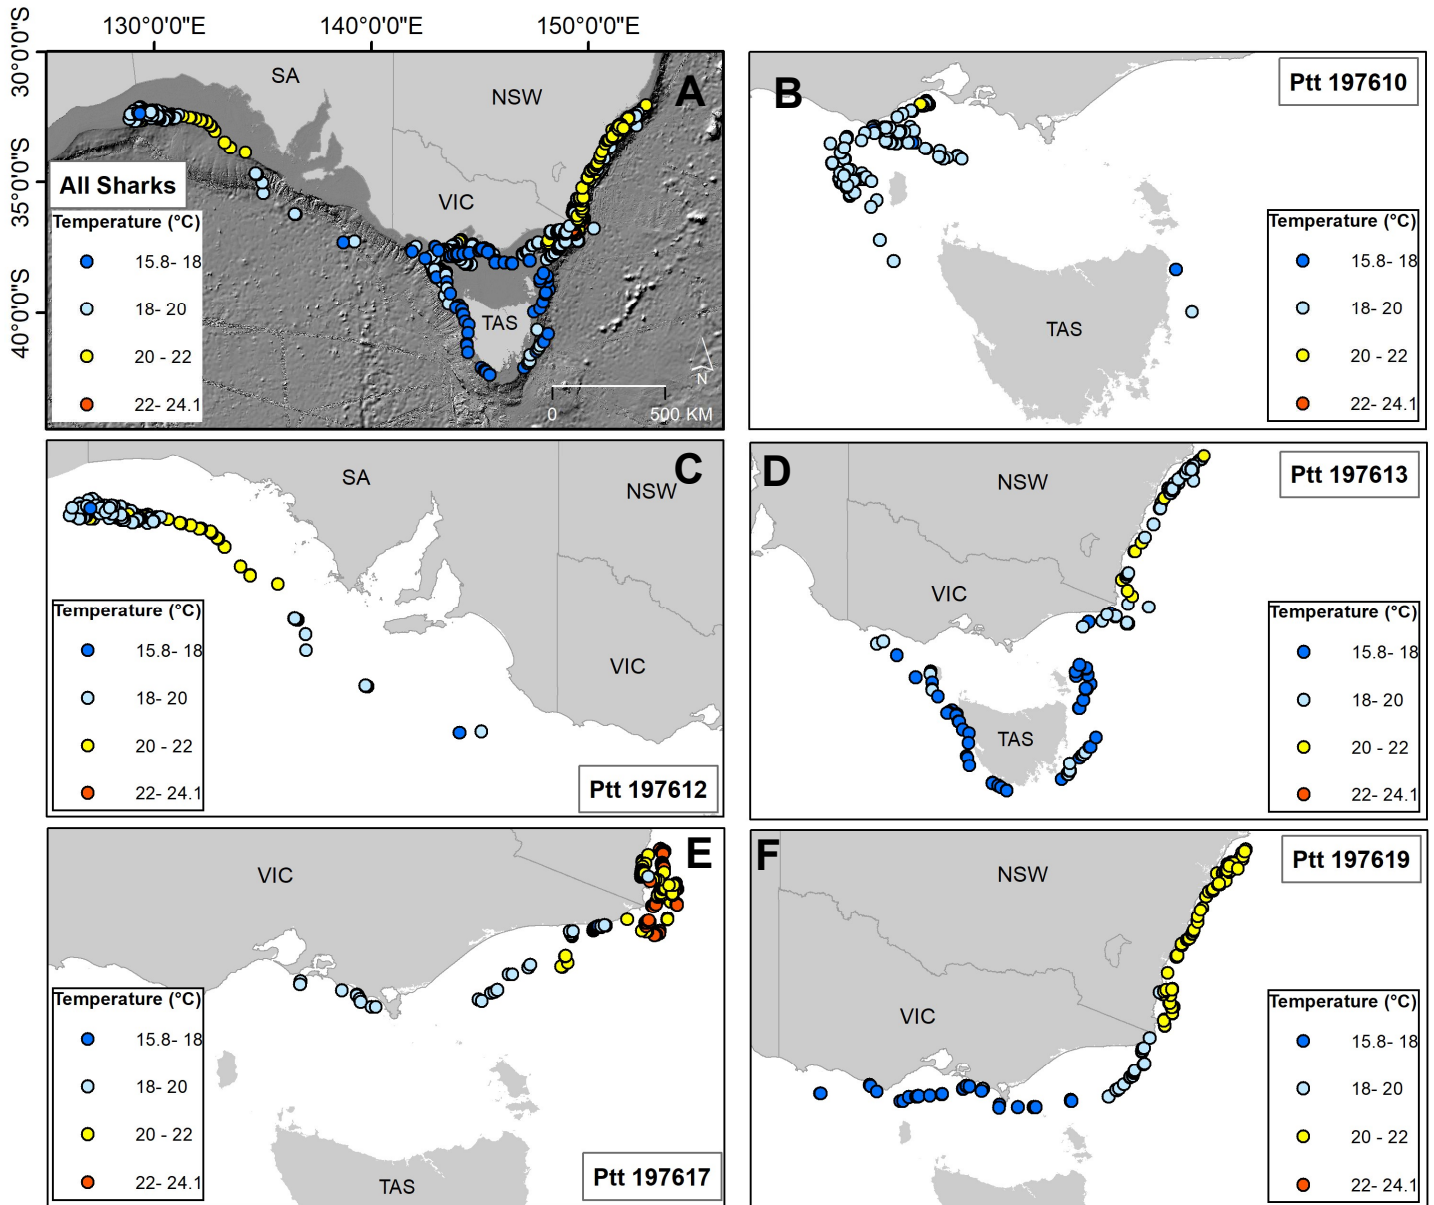 130°0'0"E 140°0'0"E 150°0'0"E
30°0'0"S
35°0'0"S
40°0'0"S
A
SA
NSW
VIC
TAS
All Sharks
Temperature (°C)
15.8- 18
18- 20
20 - 22
22- 24.1
N
0 500 KM
B
Ptt 197610
TAS
Temperature (°C)
15.8- 18
18- 20
20 - 22
22- 24.1
C
SA
NSW
VIC
Temperature (°C)
15.8- 18
18- 20
20 - 22
22- 24.1
Ptt 197612
D
Ptt 197613
NSW
VIC
TAS
Temperature (°C)
15.8- 18
18- 20
20 - 22
22- 24.1
E
VIC
TAS
Temperature (°C)
15.8- 18
18- 20
20 - 22
22- 24.1
Ptt 197617
F
Ptt 197619
NSW
VIC
Temperature (°C)
15.8- 18
18- 20
20 - 22
22- 24.1